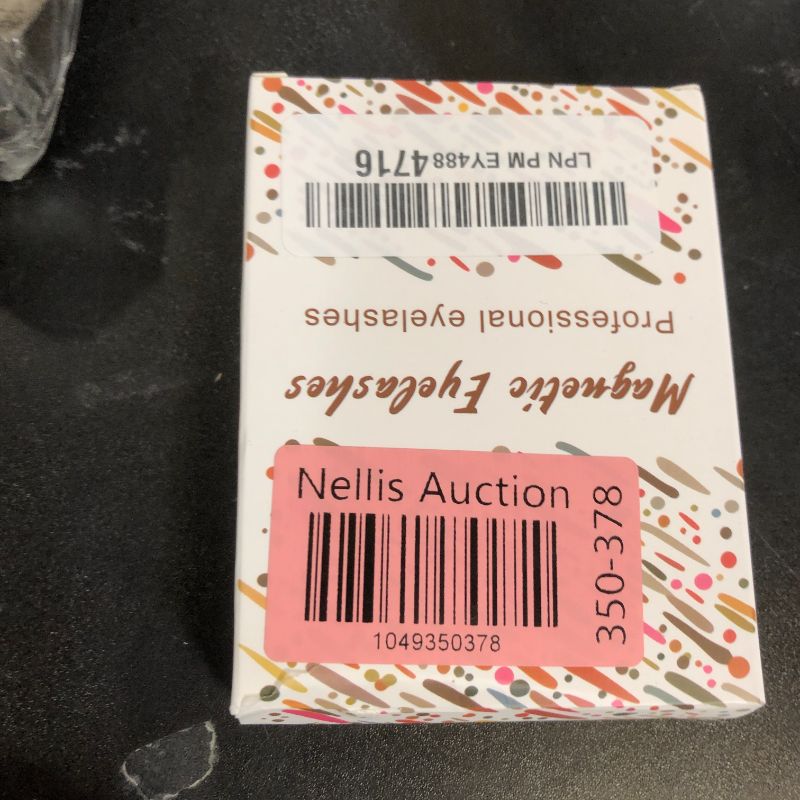 LPN PM EY4884716
Professional eyelashes
Magnetic Eyelashes
Nellis Auction
1049350378
350-378